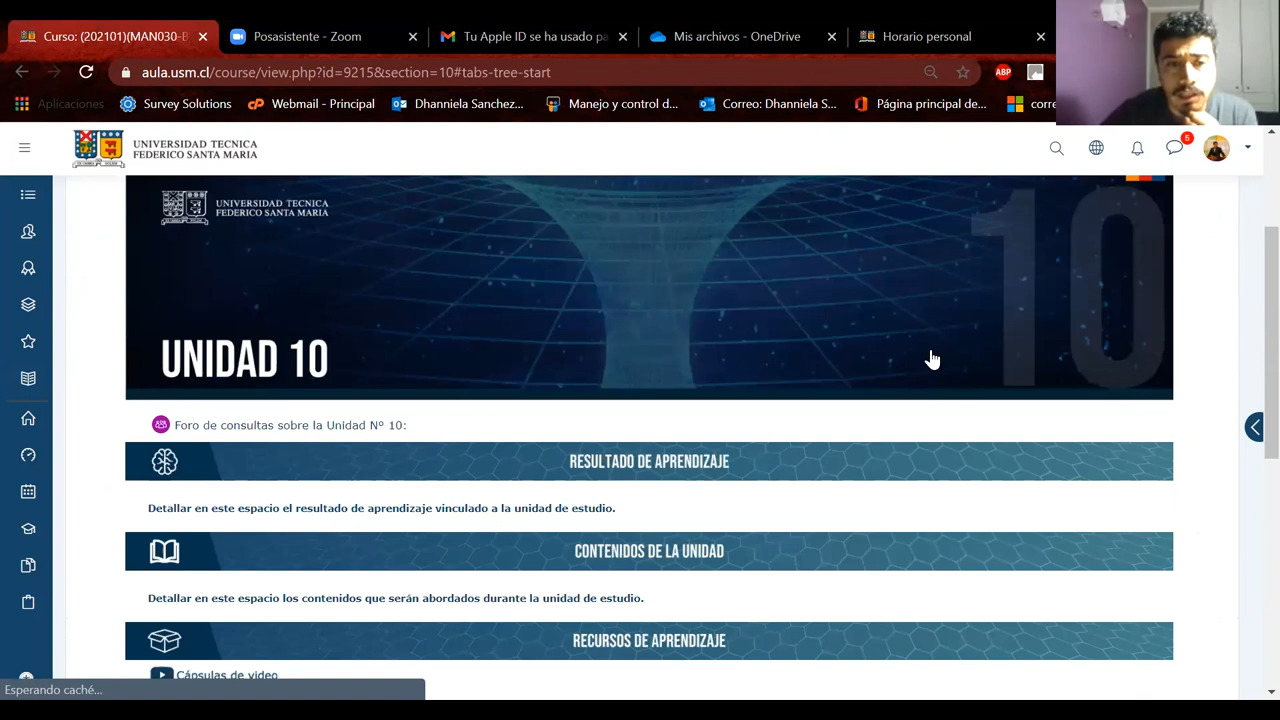 Curso: (202101)(MAN030-B
Posasistente - Zoom
Tu Apple ID se ha usado pa
Mis archivos - OneDrive
Horario personal
aula.usm.cl/course/view.php?id=9215&section=10#tabs-tree-start
ABP
Aplicaciones
Survey Solutions
Webmail - Principal
Dhanniela Sanchez...
Manejo y control d...
Correo: Dhanniela S...
Página principal de...
corre
UNIVERSIDAD TECNICA
FEDERICO SANTA MARIA
5
UNIVERSIDAD TECNICA
FEDERICO SANTA MARIA
10
UNIDAD 10
Foro de consultas sobre la Unidad Nº 10:
RESULTADO DE APRENDIZAJE
Detallar en este espacio el resultado de aprendizaje vinculado a la unidad de estudio.
CONTENIDOS DE LA UNIDAD
Detallar en este espacio los contenidos que serán abordados durante la unidad de estudio.
RECURSOS DE APRENDIZAJE
Cápsulas de video
Esperando caché...